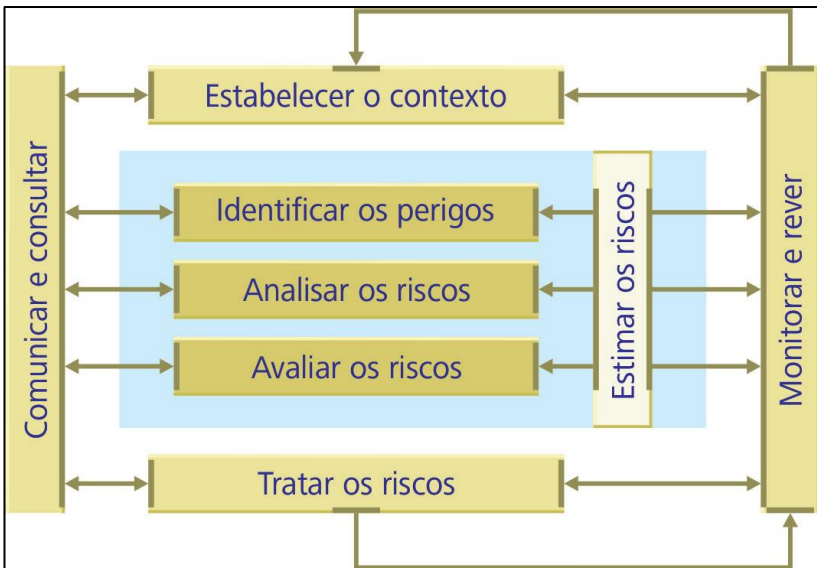 Comunicar e consultar
Estabelecer o contexto
Identificar os perigos
Analisar os riscos
Avaliar os riscos
Estimar os riscos
Tratar os riscos
Monitorar e rever